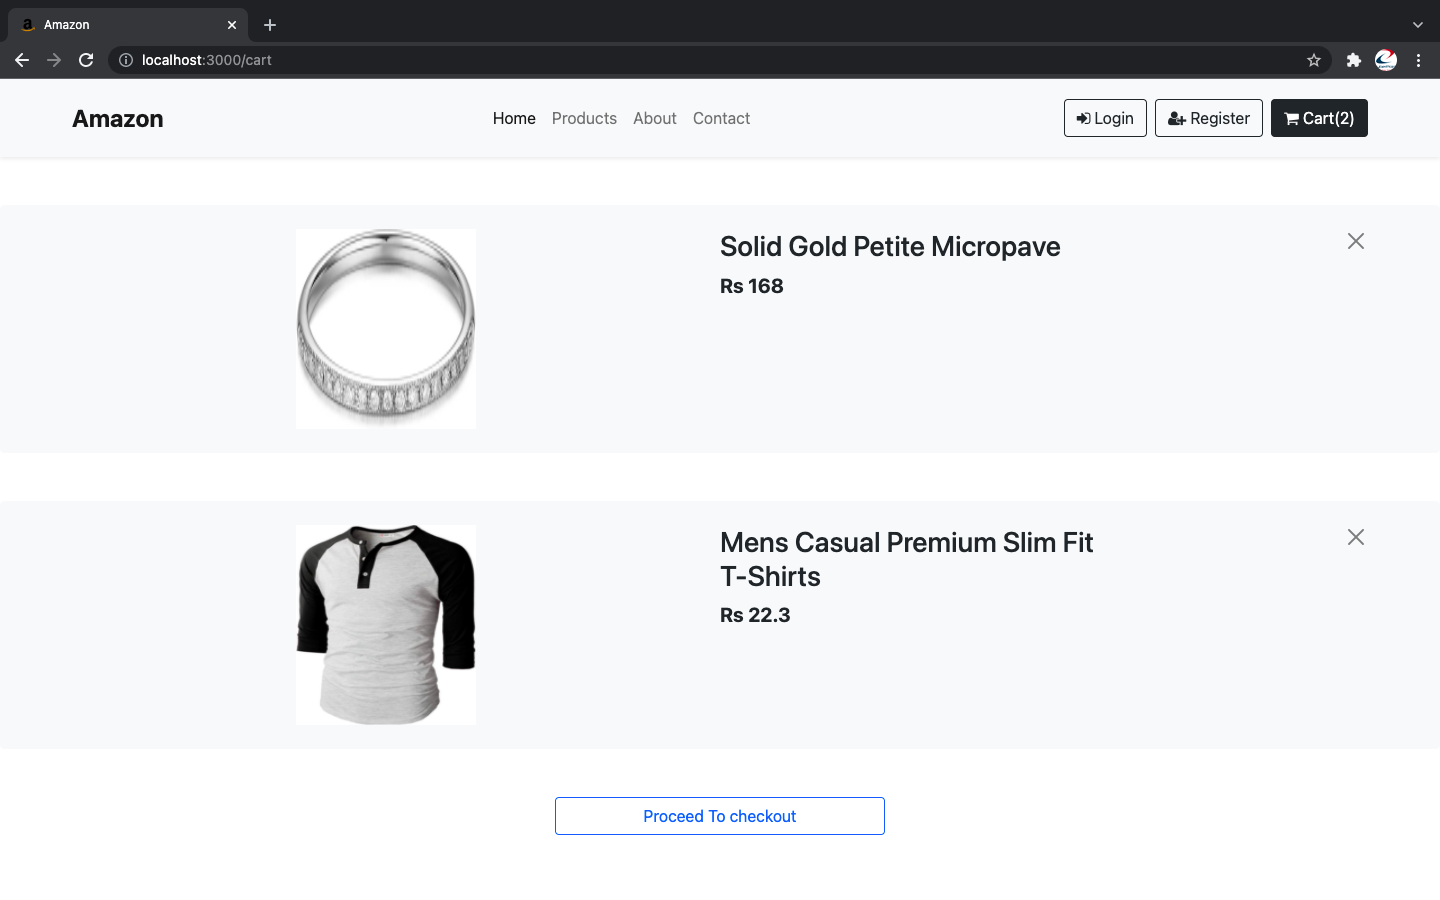 Amazon
localhost:3000/cart
Amazon
Home Products About Contact
Login Register Cart(2)
Solid Gold Petite Micropave
Rs 168
Mens Casual Premium Slim Fit
T-Shirts
Rs 22.3
Proceed To checkout